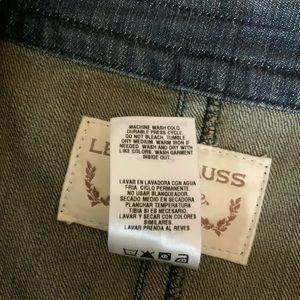 LE USS
MACHINE WASH COLD.
DURABLE PRESS CYCLE.
DO NOT BLEACH. TUMBLE
DRY MEDIUM. WARM IRON IF
NEEDED. WASH AND DRY WITH
LIKE COLORS. WASH GARMENT
INSIDE OUT.
LAVAR EN LAVADORA CON AGUA
FRIA. CICLO PERMANENTE.
NO USAR BLANQUEADOR.
SECADO MEDIO EN SECADORA
PLANCHAR TEMPERATURA
TIBIA SI ES NECESARIO.
LAVAR Y SECAR CON COLORES
SIMILARES.
LAVAR PRENDA AL REVES.